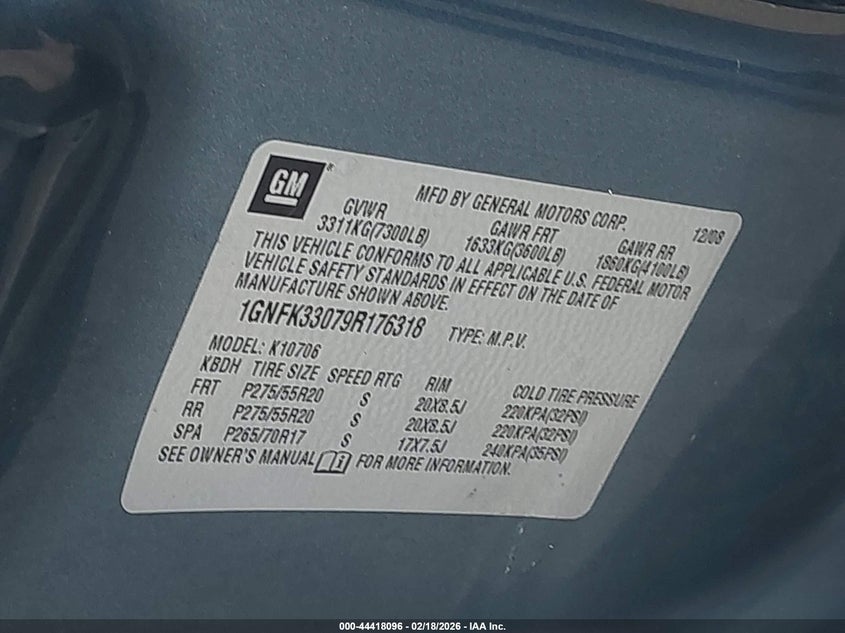 GM ®
MFD BY GENERAL MOTORS CORP. 12/08
GVWR GAWR FRT GAWR RR
3311KG(7300LB) 1633KG(3600LB) 1860KG(4100LB)
THIS VEHICLE CONFORMS TO ALL APPLICABLE U.S. FEDERAL MOTOR
VEHICLE SAFETY STANDARDS IN EFFECT ON THE DATE OF
MANUFACTURE SHOWN ABOVE.
1GNFK33079R176318 TYPE: M.P.V.
MODEL: K10706
KBDH TIRE SIZE SPEED RTG RIM COLD TIRE PRESSURE
FRT P275/55R20 S 20X8.5J 220KPA(32PSI)
RR P275/55R20 S 20X8.5J 220KPA(32PSI)
SPA P265/70R17 S 17X7.5J 240KPA(35PSI)
SEE OWNER'S MANUAL FOR MORE INFORMATION.
000-44418096 — 02/18/2026 — IAA Inc.